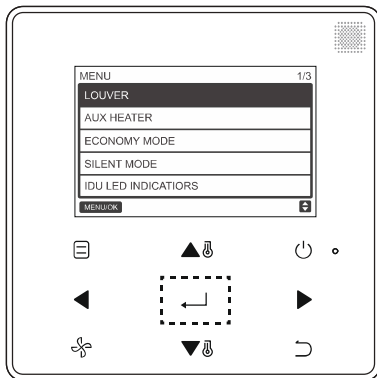 MENU 1/3
LOUVER
AUX HEATER
ECONOMY MODE
SILENT MODE
IDU LED INDICATIORS
MENU/OK